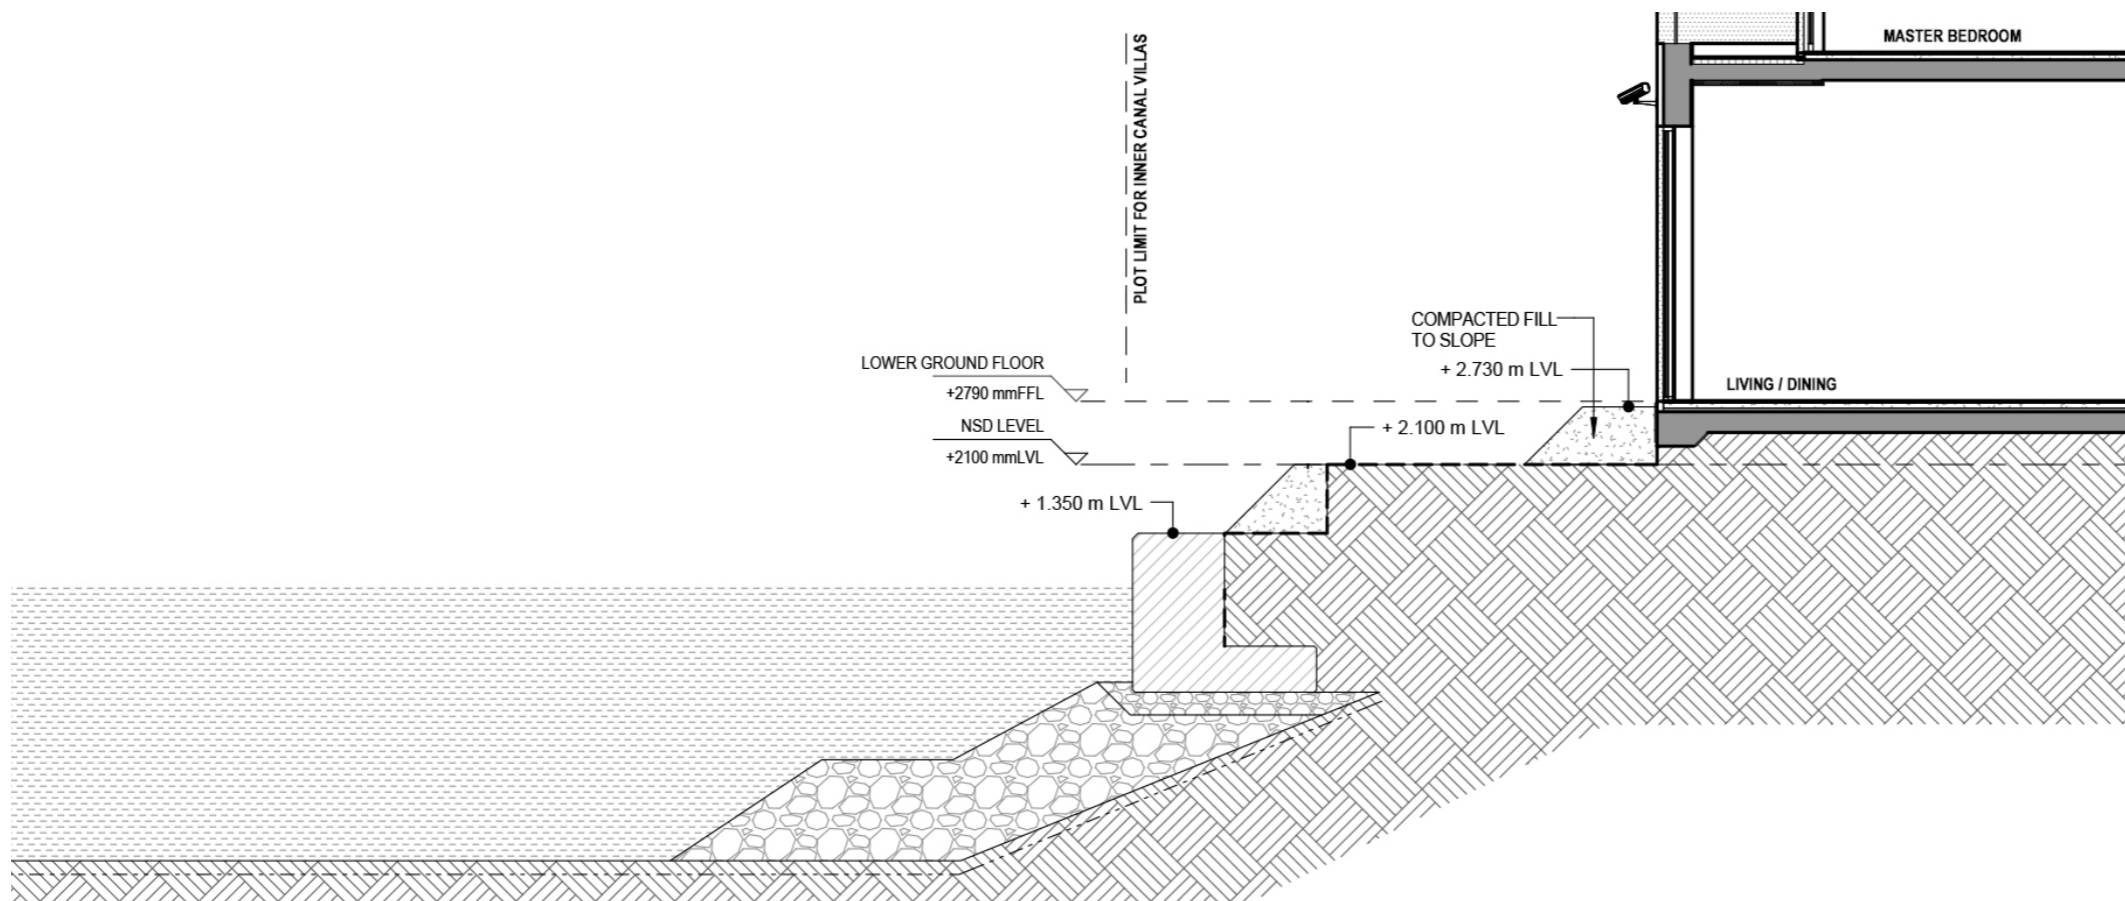 MASTER BEDROOM
PLOT LIMIT FOR INNER CANAL VILLAS
COMPACTED FILL
TO SLOPE
LOWER GROUND FLOOR
+ 2.730 m LVL
LIVING / DINING
+2790 mmFFL
NSD LEVEL
+ 2.100 m LVL
+2100 mmLVL
+ 1.350 m LVL